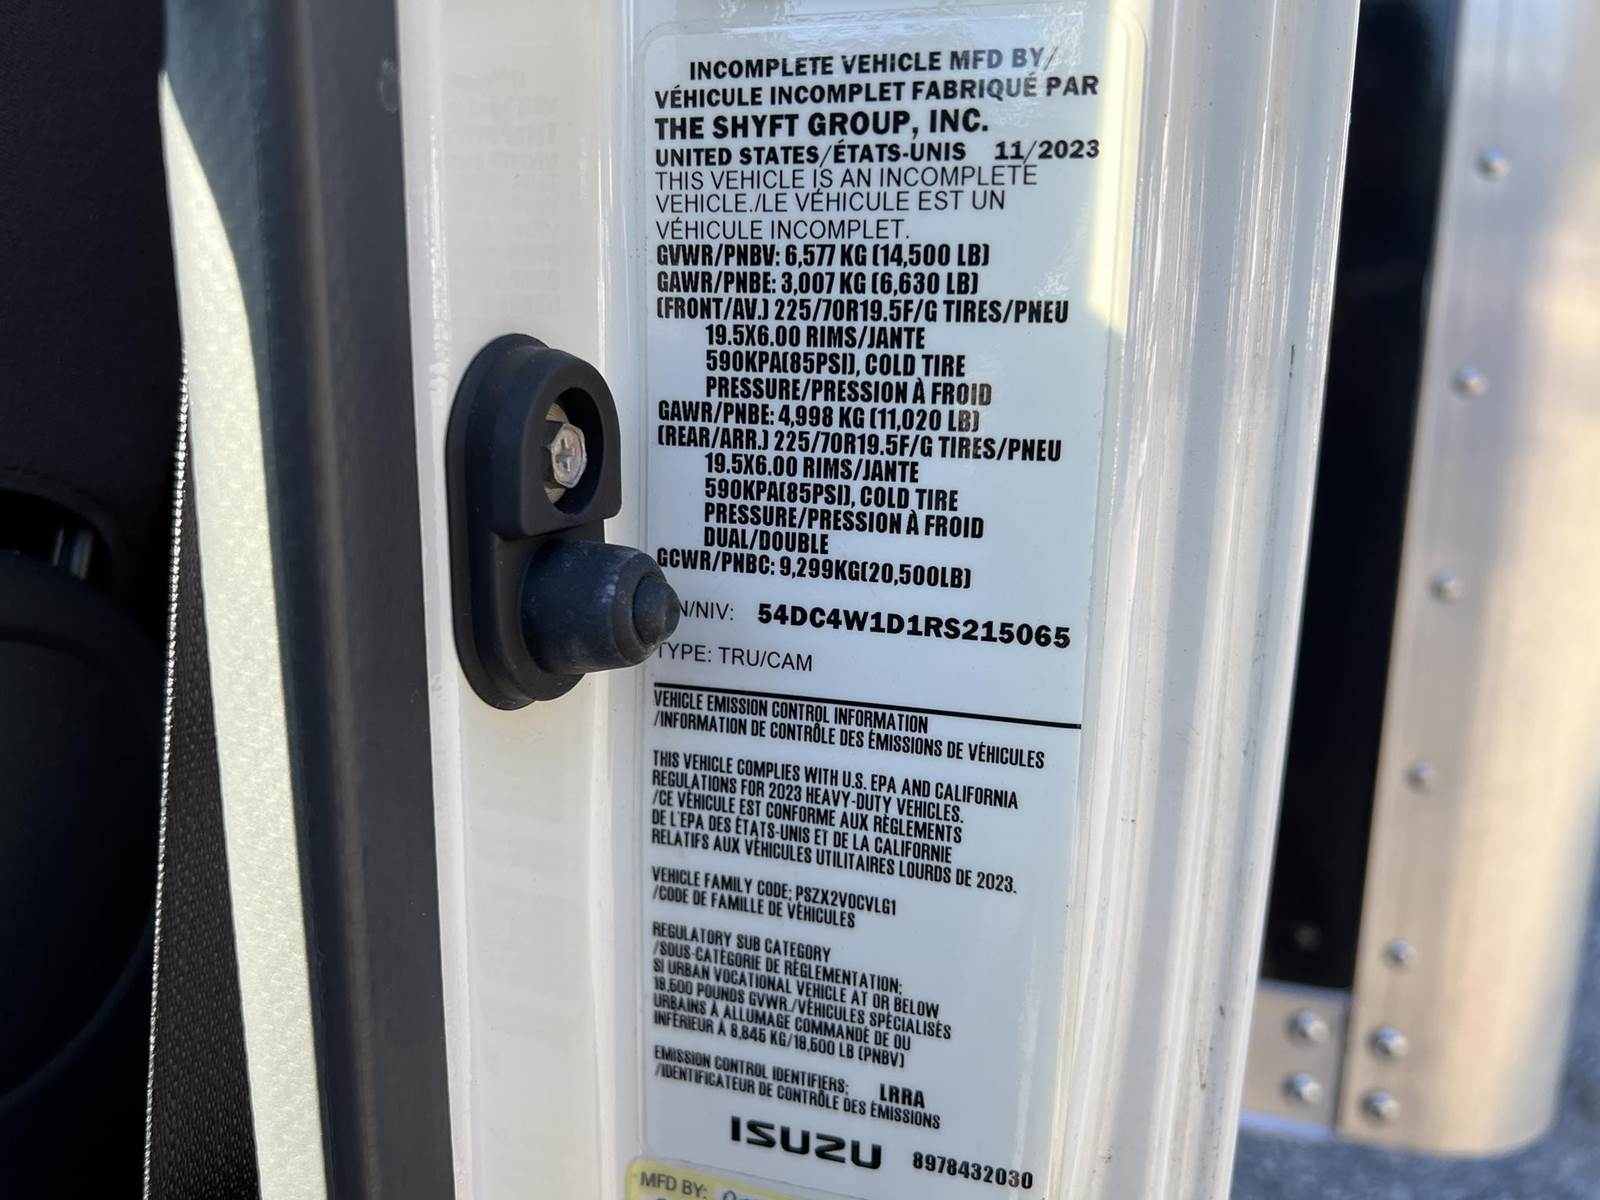 INCOMPLETE VEHICLE MFD BY/
VÉHICULE INCOMPLET FABRIQUÉ PAR
THE SHYFT GROUP, INC.
UNITED STATES/ÉTATS-UNIS 11/2023
THIS VEHICLE IS AN INCOMPLETE
VEHICLE./LE VÉHICULE EST UN
VÉHICULE INCOMPLET.
GVWR/PNBV: 6,577 KG (14,500 LB)
GAWR/PNBE: 3,007 KG (6,630 LB)
(FRONT/AV.) 225/70R19.5F/G TIRES/PNEU
19.5X6.00 RIMS/JANTE
590KPA(85PSI), COLD TIRE
PRESSURE/PRESSION À FROID
GAWR/PNBE: 4,998 KG (11,020 LB)
(REAR/ARR.) 225/70R19.5F/G TIRES/PNEU
19.5X6.00 RIMS/JANTE
590KPA(85PSI), COLD TIRE
PRESSURE/PRESSION À FROID
DUAL/DOUBLE
GCWR/PNBC: 9,299KG(20,500LB)
N/NIV: 54DC4W1D1RS215065
TYPE: TRU/CAM
VEHICLE EMISSION CONTROL INFORMATION
/INFORMATION DE CONTRÔLE DES ÉMISSIONS DE VÉHICULES
THIS VEHICLE COMPLIES WITH U.S. EPA AND CALIFORNIA
REGULATIONS FOR 2023 HEAVY-DUTY VEHICLES.
/CE VÉHICULE EST CONFORME AUX RÈGLEMENTS
DE L'EPA DES ÉTATS-UNIS ET DE LA CALIFORNIE
RELATIFS AUX VÉHICULES UTILITAIRES LOURDS DE 2023.
VEHICLE FAMILY CODE: PSZX2VOCVLG1
/CODE DE FAMILLE DE VÉHICULES
REGULATORY SUB CATEGORY
/SOUS-CATÉGORIE DE RÈGLEMENTATION:
SI URBAN VOCATIONAL VEHICLE AT OR BELOW
19,500 POUNDS GVWR./VÉHICULES SPÉCIALISÉS
URBAINS À ALLUMAGE COMMANDÉ DE OU
INFÉRIEUR À 8,845 KG/19,500 LB (PNBV)
EMISSION CONTROL IDENTIFIERS: LRRA
/IDENTIFICATEUR DE CONTRÔLE DES ÉMISSIONS
ISUZU 8978432030
MFD BY: